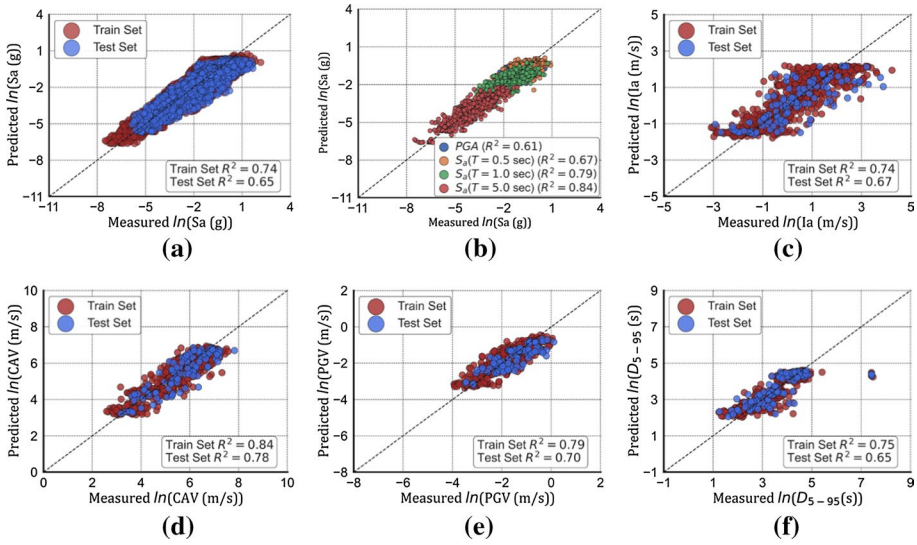 Train Set
Test Set
Predicted ln(Sa (g))
4
1
−2
−5
−8
−11
Train Set R² = 0.74
Test Set R² = 0.65
−11 −8 −5 −2 1 4
Measured ln(Sa (g))
(a)
Predicted ln(Sa (g))
4
1
−2
−5
−8
−11
PGA (R² = 0.61)
Sₐ(T = 0.5 sec) (R² = 0.67)
Sₐ(T = 1.0 sec) (R² = 0.79)
Sₐ(T = 5.0 sec) (R² = 0.84)
−11 −8 −5 −2 1 4
Measured ln(Sa (g))
(b)
Train Set
Test Set
Predicted ln(Ia (m/s))
5
3
1
−1
−3
−5
Train Set R² = 0.74
Test Set R² = 0.67
−5 −3 −1 1 3 5
Measured ln(Ia (m/s))
(c)
Train Set
Test Set
Predicted ln(CAV (m/s))
10
8
6
4
2
0
Train Set R² = 0.84
Test Set R² = 0.78
0 2 4 6 8 10
Measured ln(CAV (m/s))
(d)
Train Set
Test Set
Predicted ln(PGV (m/s))
2
0
−2
−4
−6
−8
Train Set R² = 0.79
Test Set R² = 0.70
−8 −6 −4 −2 0 2
Measured ln(PGV (m/s))
(e)
Train Set
Test Set
Predicted ln(D₅₋₉₅ (s))
9
7
5
3
1
−1
Train Set R² = 0.75
Test Set R² = 0.65
−1 1 3 5 7 9
Measured ln(D₅₋₉₅(s))
(f)